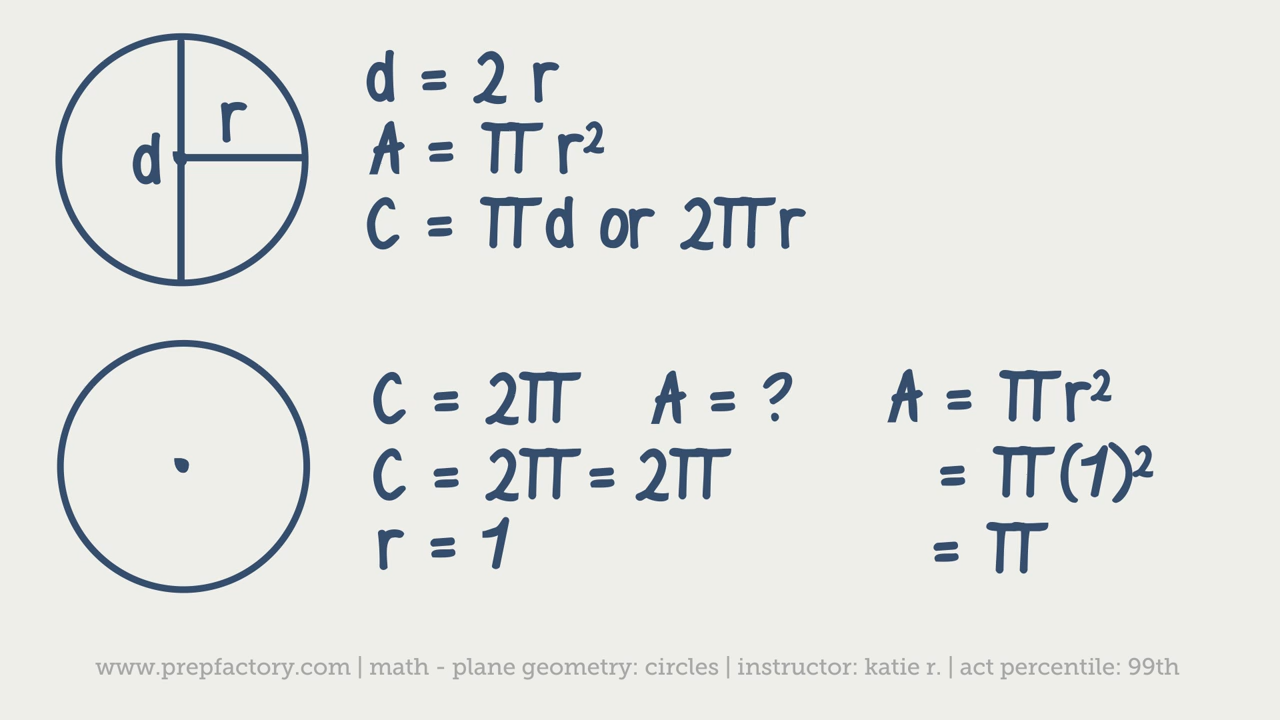 d
r
d = 2 r
A = π r²
C = πd or 2πr
C = 2π A = ? A = πr²
C = 2π = 2π = π(1)²
r = 1 = π
www.prepfactory.com | math - plane geometry: circles | instructor: katie r. | act percentile: 99th